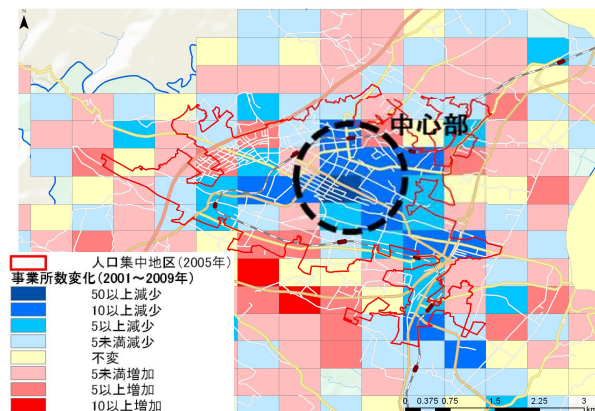 中心部
人口集中地区(2005年)
事業所数変化(2001～2009年)
50以上減少
10以上減少
5以上減少
5未満減少
不変
5未満増加
5以上増加
10以上増加
0 0.375 0.75 1.5 2.25 3
km